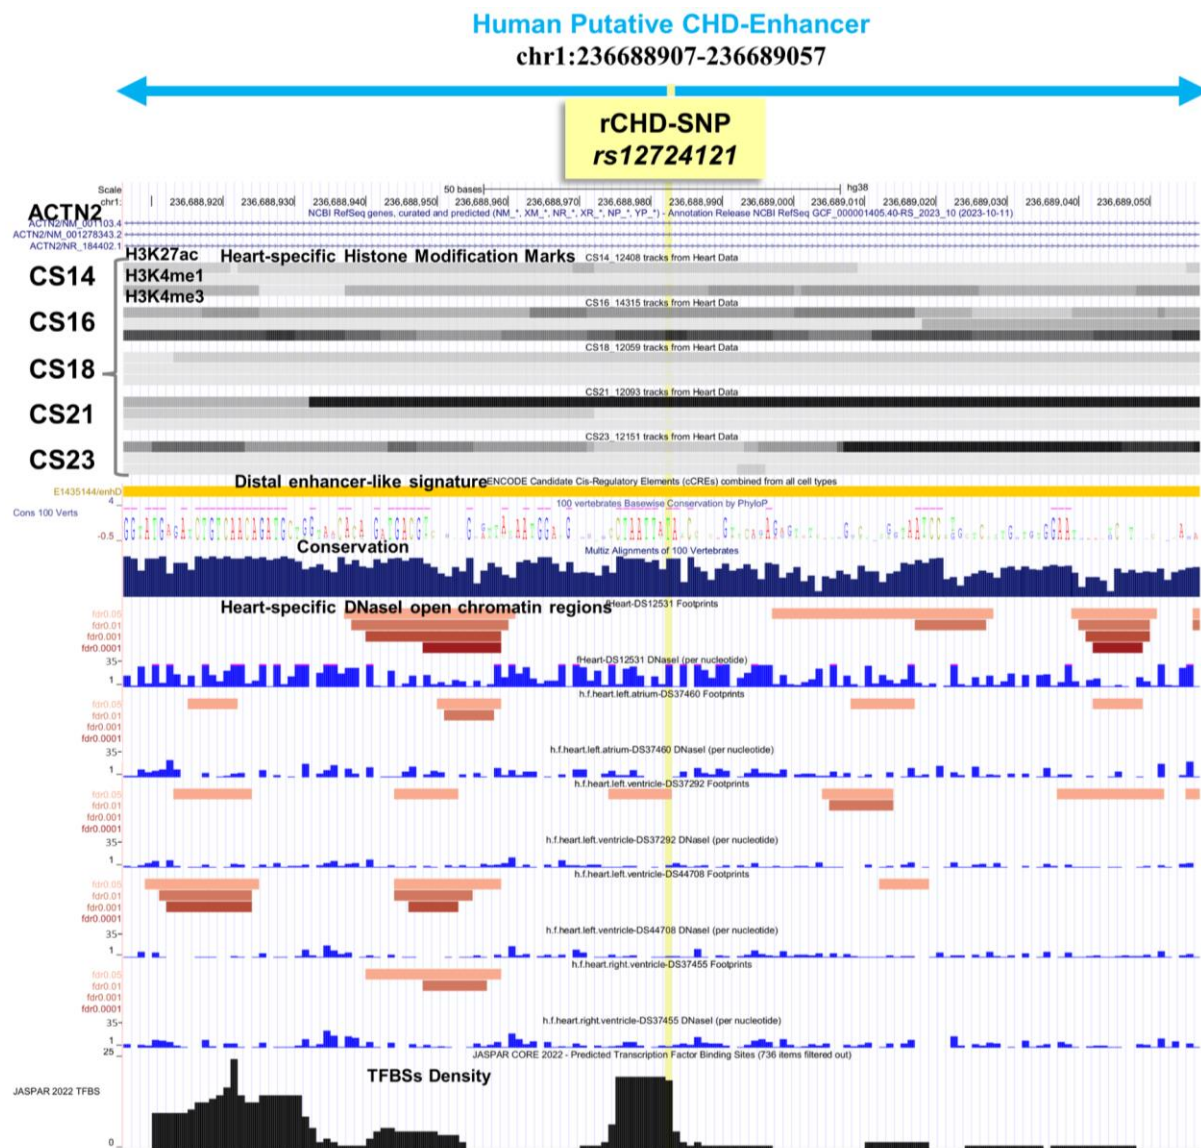 Human Putative CHD-Enhancer
chr1:236688907-236689057
rCHD-SNP
rs12724121
Scale 50 bases hg38
chr1: 236,688,920 236,688,930 236,688,940 236,688,950 236,688,960 236,688,970 236,688,980 236,688,990 236,689,000 236,689,010 236,689,020 236,689,030 236,689,040 236,689,050
NCBI RefSeq genes, curated and predicted (NM_*, XM_*, NR_*, XR_*, NP_*, YP_*) - Annotation Release NCBI RefSeq GCF_000001405.40-RS_2023_10 (2023-10-11)
ACTN2
ACTN2/NM_001103.4
ACTN2/NM_001278343.2
ACTN2/NR_184402.1
H3K27ac Heart-specific Histone Modification Marks CS14_12408 tracks from Heart Data
CS14 H3K4me1
H3K4me3
CS16_14315 tracks from Heart Data
CS16
CS18_12059 tracks from Heart Data
CS18
CS21_12093 tracks from Heart Data
CS21
CS23_12151 tracks from Heart Data
CS23
Distal enhancer-like signature ENCODE Candidate Cis-Regulatory Elements (cCREs) combined from all cell types
E1435144/enhD
4
100 vertebrates Basewise Conservation by PhyloP
Cons 100 Verts
-0.5
Conservation
Multiz Alignments of 100 Vertebrates
Heart-specific DNaseI open chromatin regions
fHeart-DS12531 Footprints
fdr0.05
fdr0.01
fdr0.001
fdr0.0001
fHeart-DS12531 DNaseI (per nucleotide)
35
1
h.f.heart.left.atrium-DS37460 Footprints
fdr0.05
fdr0.01
fdr0.001
fdr0.0001
h.f.heart.left.atrium-DS37460 DNaseI (per nucleotide)
35
1
h.f.heart.left.ventricle-DS37292 Footprints
fdr0.05
fdr0.01
fdr0.001
fdr0.0001
h.f.heart.left.ventricle-DS37292 DNaseI (per nucleotide)
35
1
h.f.heart.left.ventricle-DS44708 Footprints
fdr0.05
fdr0.01
fdr0.001
fdr0.0001
h.f.heart.left.ventricle-DS44708 DNaseI (per nucleotide)
35
1
h.f.heart.right.ventricle-DS37455 Footprints
fdr0.05
fdr0.01
fdr0.001
fdr0.0001
h.f.heart.right.ventricle-DS37455 DNaseI (per nucleotide)
35
1
JASPAR CORE 2022 - Predicted Transcription Factor Binding Sites (736 items filtered out)
25
TFBSs Density
JASPAR 2022 TFBS
0